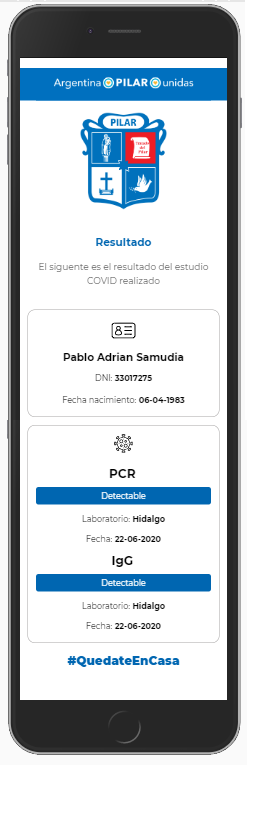 Argentina PILAR unidas
PILAR
Resultado
El siguente es el resultado del estudio
COVID realizado
Pablo Adrian Samudia
DNI: 33017275
Fecha nacimiento: 06-04-1983
PCR
Detectable
Laboratorio: Hidalgo
Fecha: 22-06-2020
IgG
Detectable
Laboratorio: Hidalgo
Fecha: 22-06-2020
#QuedateEnCasa